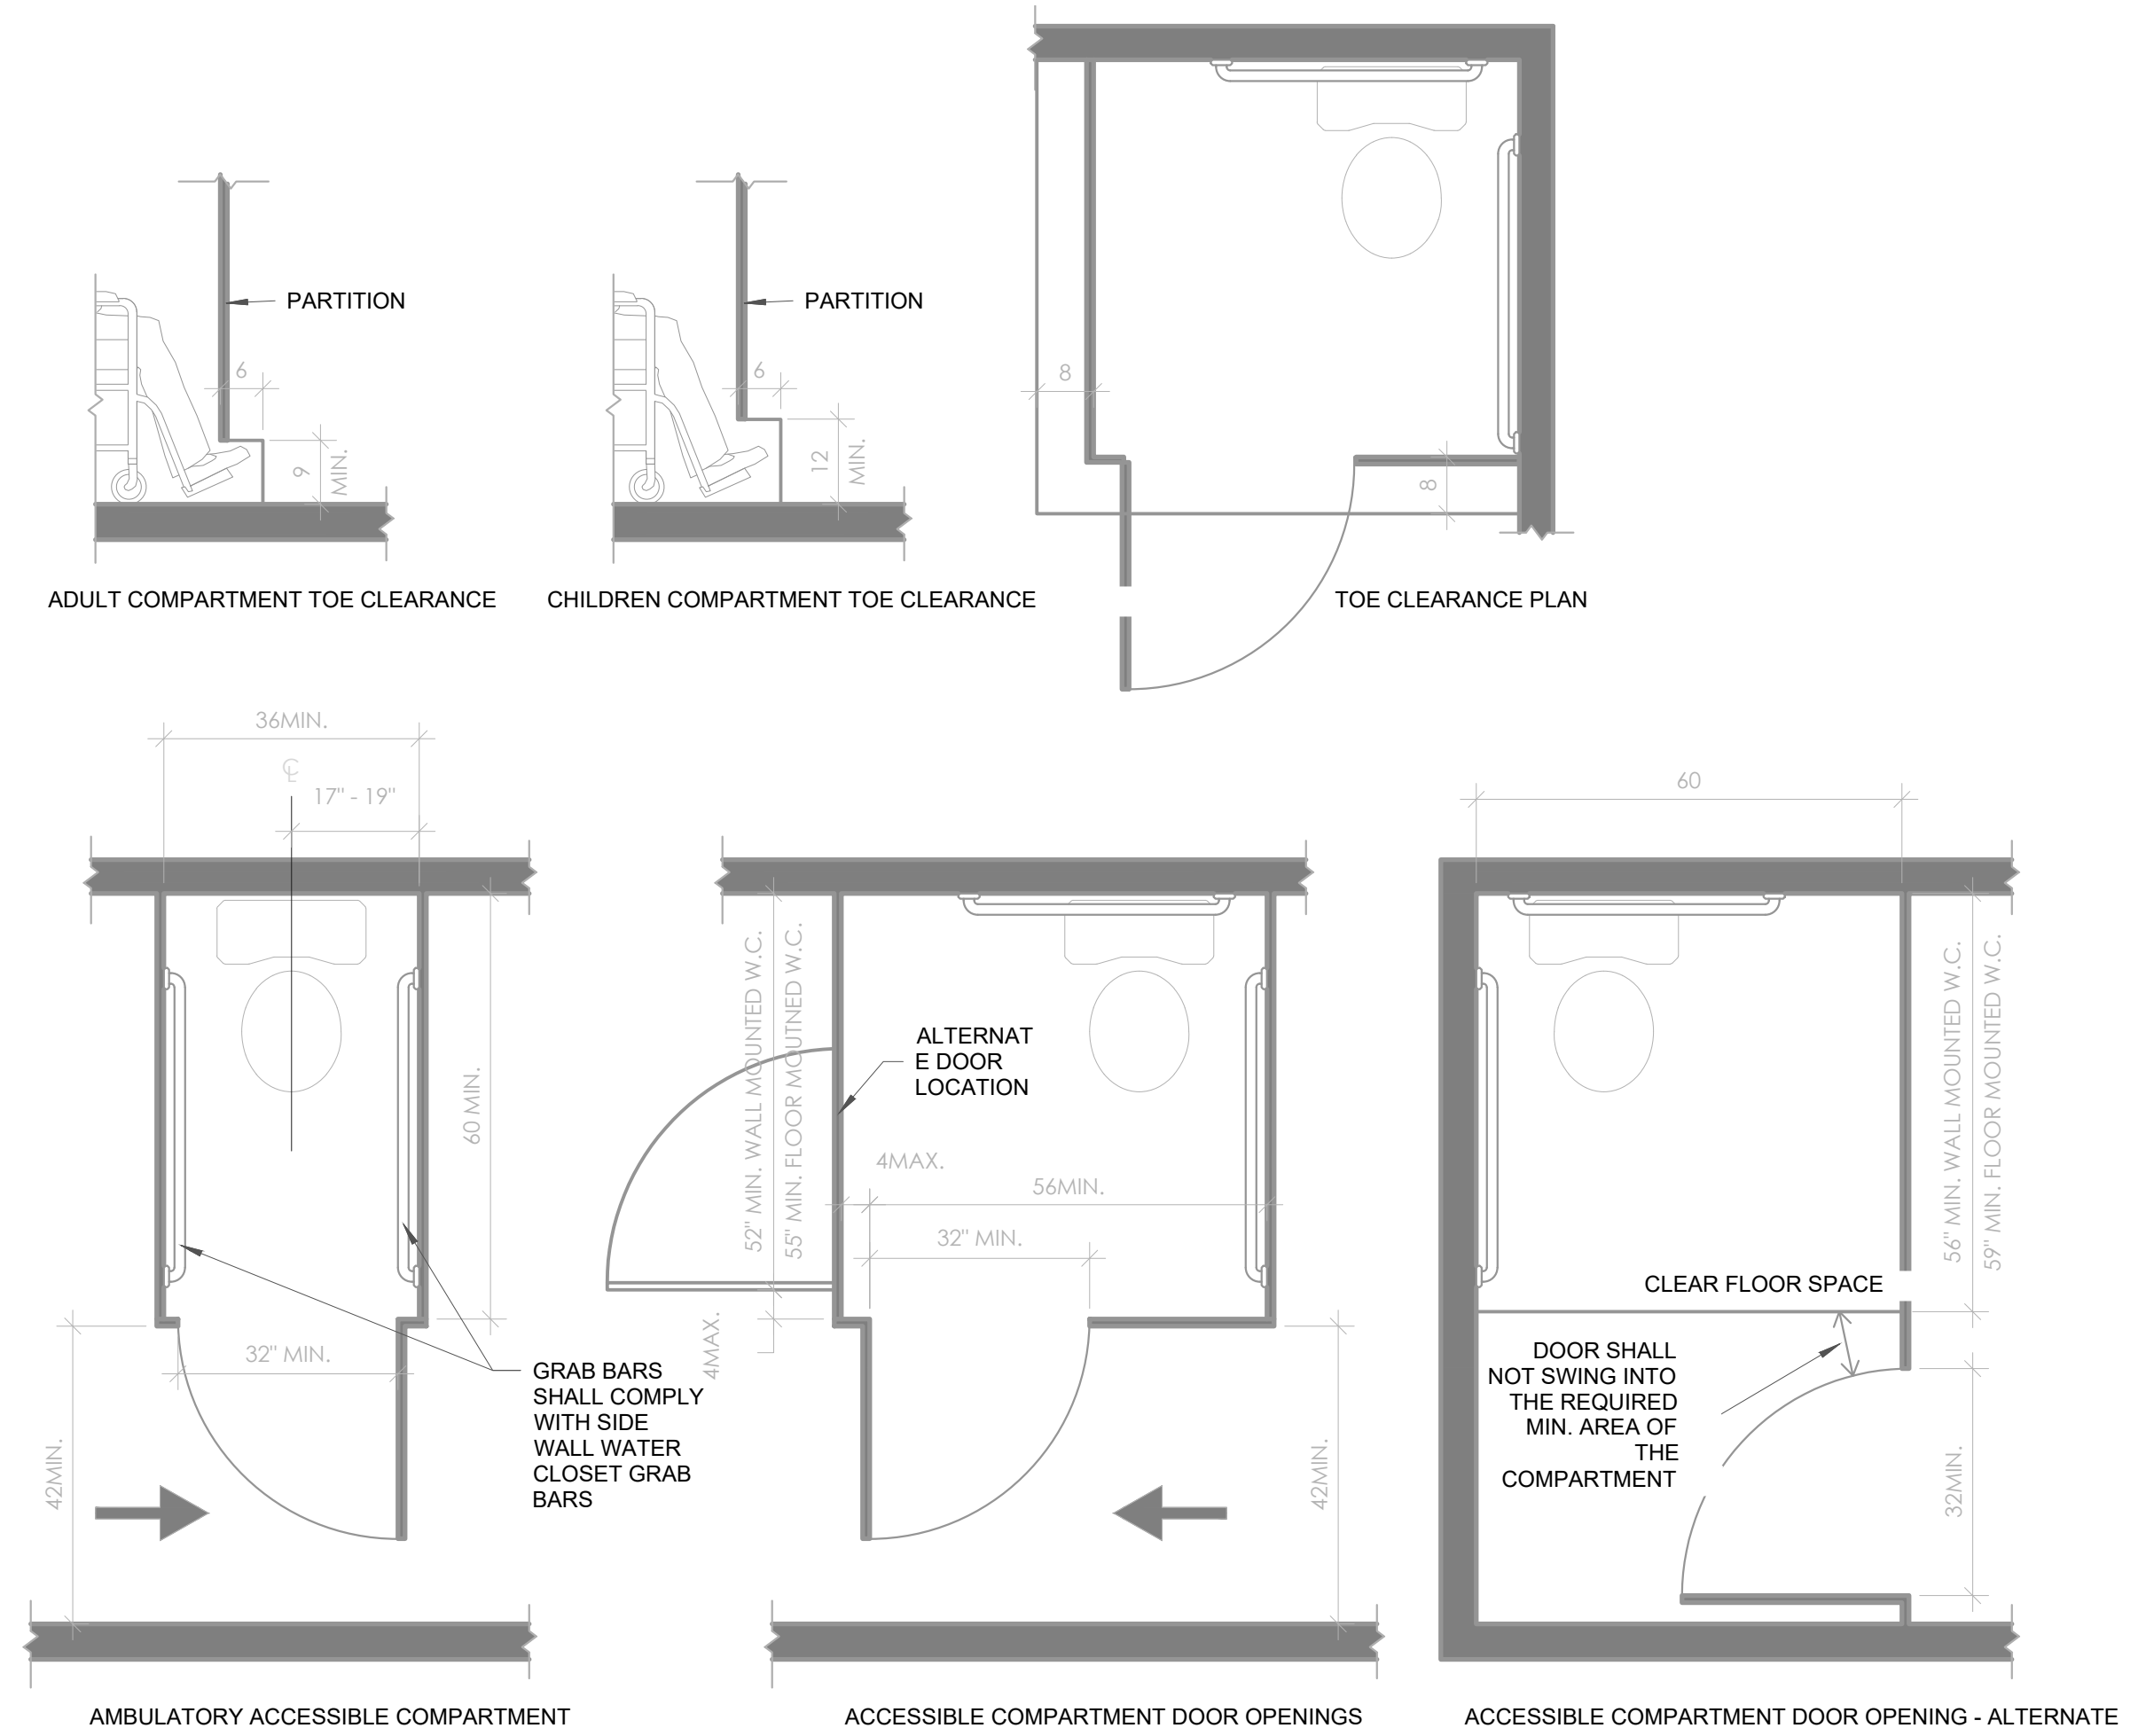 PARTITION
6
9
MIN.
ADULT COMPARTMENT TOE CLEARANCE
PARTITION
6
12
MIN.
CHILDREN COMPARTMENT TOE CLEARANCE
8
8
TOE CLEARANCE PLAN
36MIN.
℄
17" - 19"
60 MIN.
32" MIN.
42MIN.
GRAB BARS
SHALL COMPLY
WITH SIDE
WALL WATER
CLOSET GRAB
BARS
AMBULATORY ACCESSIBLE COMPARTMENT
52" MIN. WALL MOUNTED W.C.
55" MIN. FLOOR MOUTNED W.C.
ALTERNAT
E DOOR
LOCATION
4MAX.
56MIN.
32" MIN.
4MAX.
42MIN.
ACCESSIBLE COMPARTMENT DOOR OPENINGS
60
56" MIN. WALL MOUNTED W.C.
59" MIN. FLOOR MOUNTED W.C.
CLEAR FLOOR SPACE
DOOR SHALL
NOT SWING INTO
THE REQUIRED
MIN. AREA OF
THE
COMPARTMENT
32MIN.
ACCESSIBLE COMPARTMENT DOOR OPENING - ALTERNATE